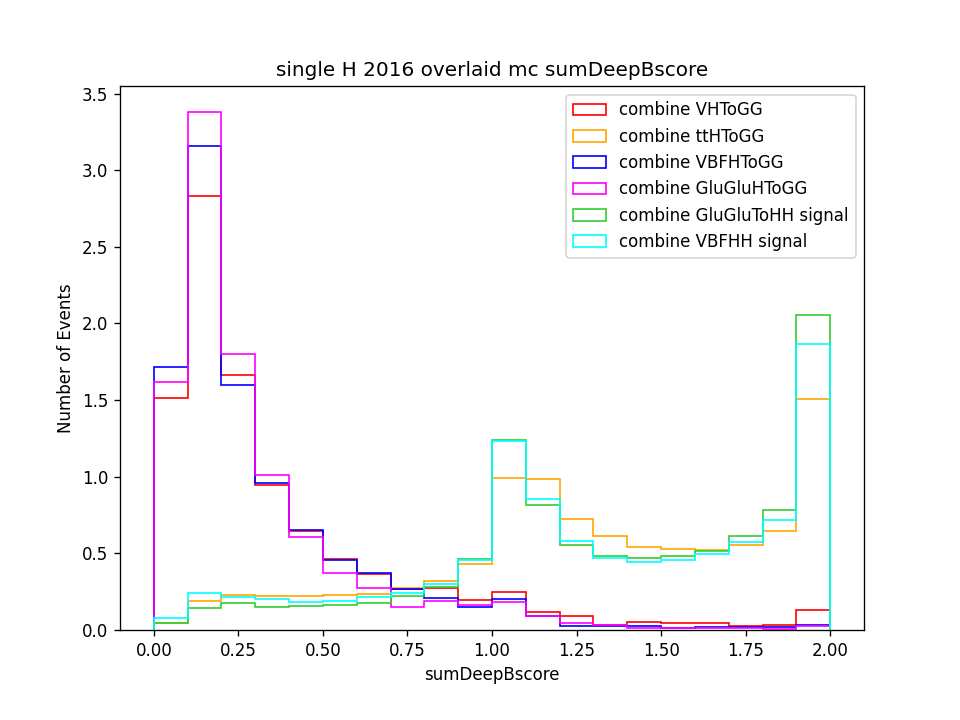 single H 2016 overlaid mc sumDeepBscore
3.5
3.0
2.5
2.0
1.5
1.0
0.5
0.0
Number of Events
combine VHToGG
combine ttHToGG
combine VBFHToGG
combine GluGluHToGG
combine GluGluToHH signal
combine VBFHH signal
0.00 0.25 0.50 0.75 1.00 1.25 1.50 1.75 2.00
sumDeepBscore